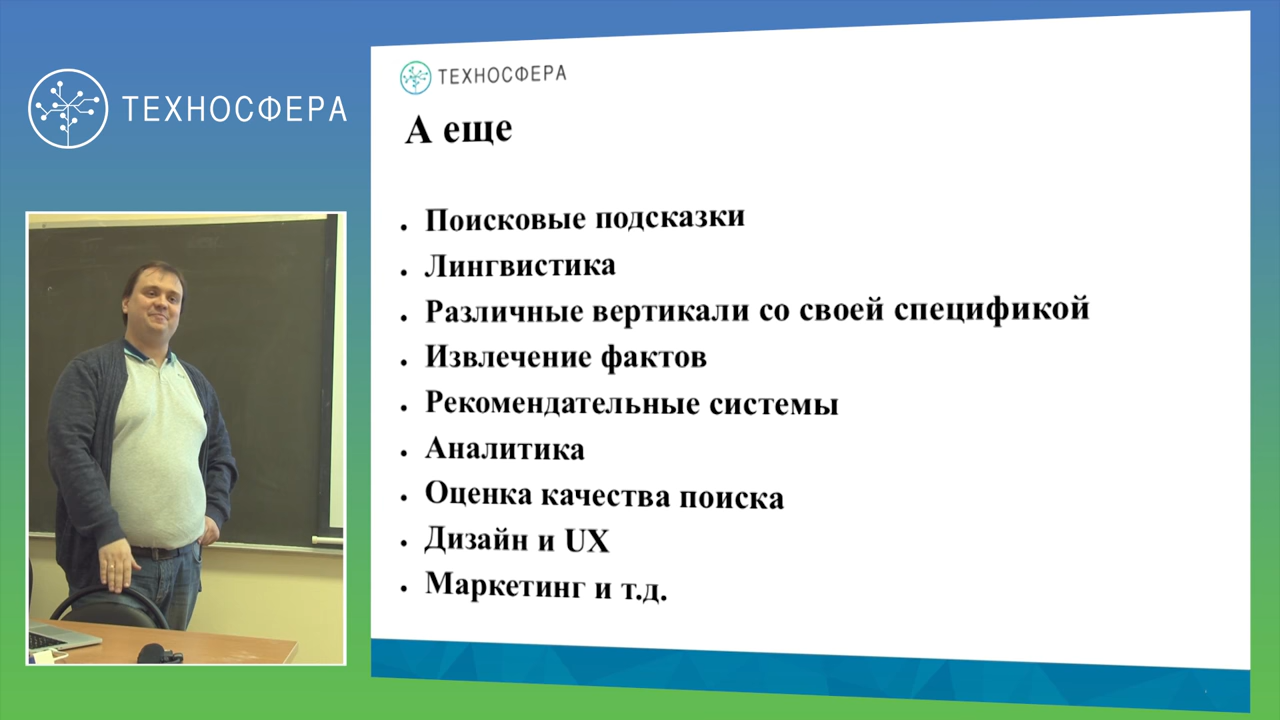 ТЕХНОСФЕРА
ТЕХНОСФЕРА
А еще
Поисковые подсказки
Лингвистика
Различные вертикали со своей спецификой
Извлечение фактов
Рекомендательные системы
Аналитика
Оценка качества поиска
Дизайн и UX
Маркетинг и т.д.